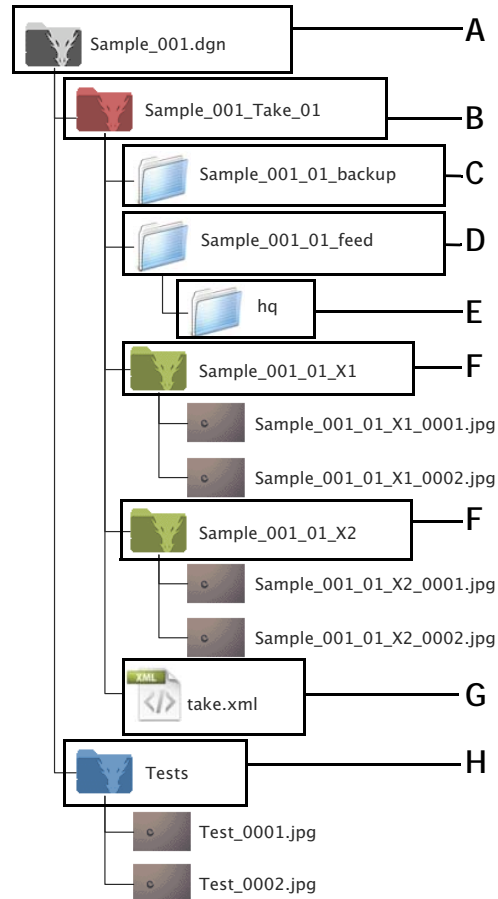 Sample_001.dgn
A
Sample_001_Take_01
B
Sample_001_01_backup
C
Sample_001_01_feed
D
hq
E
Sample_001_01_X1
F
Sample_001_01_X1_0001.jpg
Sample_001_01_X1_0002.jpg
Sample_001_01_X2
F
Sample_001_01_X2_0001.jpg
Sample_001_01_X2_0002.jpg
XML
</>
take.xml
G
Tests
H
Test_0001.jpg
Test_0002.jpg